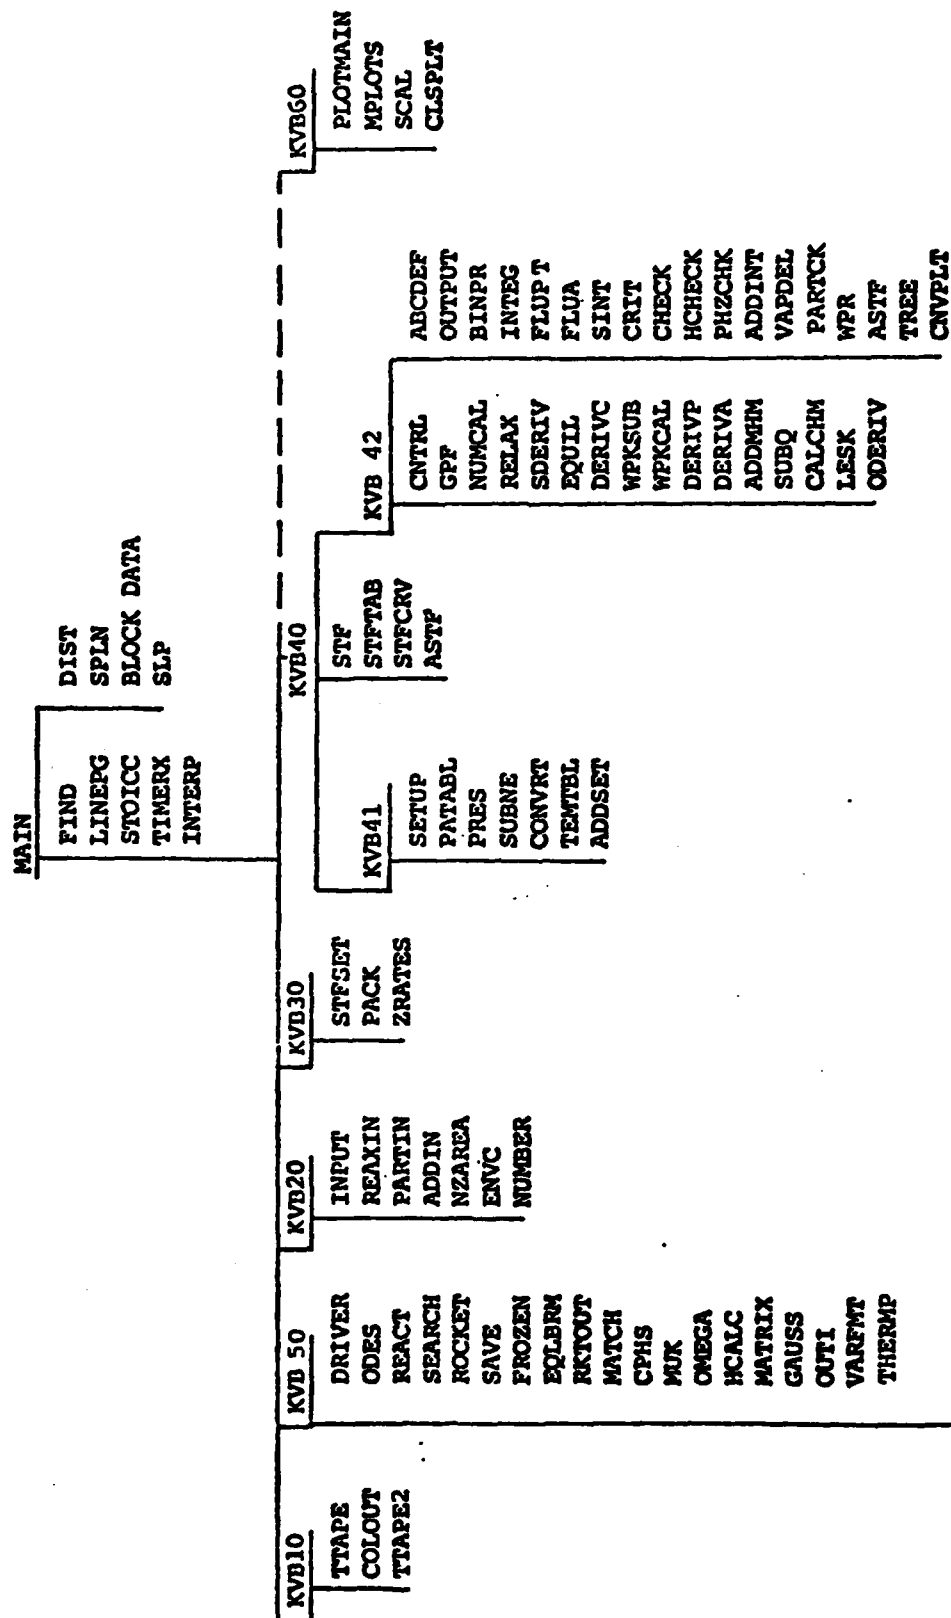 MAIN
FIND
LINEPG
STOICC
TIMERX
INTERP
DIST
SPLN
BLOCK DATA
SLP
KVB10
TTAPE
COLOUT
TTAPE2
KVB 50
DRIVER
ODES
REACT
SEARCH
ROCKET
SAVE
FROZEN
EQLBRM
RKTOUT
MATCH
CPHS
MUK
OMEGA
HCALC
MATRIX
GAUSS
OUTI
VARFMT
THERMP
KVB20
INPUT
REAXIN
PARTIN
ADDIN
NZAREA
ENVC
NUMBER
KVB30
STFSET
PACK
ZRATES
KVB40
KVB41
SETUP
PATABL
PRES
SUBNE
CONVRT
TEMTBL
ADDSET
STF
STFTAB
STFCRV
ASTF
KVB 42
CNTRL
GPF
NUMCAL
RELAX
SDERIV
EQUIL
DERIVC
WPKSUB
WPKCAL
DERIVP
DERIVA
ADDMHM
SUBQ
CALCHM
LESK
ODERIV
ABCDEF
OUTPUT
BINPR
INTEG
FLUPT
FLUA
SINT
CRIT
CHECK
HCHECK
PHZCHK
ADDINT
VAPDEL
PARTCK
WPR
ASTF
TREE
CNVPLT
KVB60
PLOTMAIN
MPLOTS
SCAL
CLSPLT